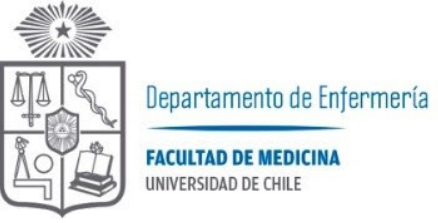 Departamento de Enfermería
FACULTAD DE MEDICINA
UNIVERSIDAD DE CHILE